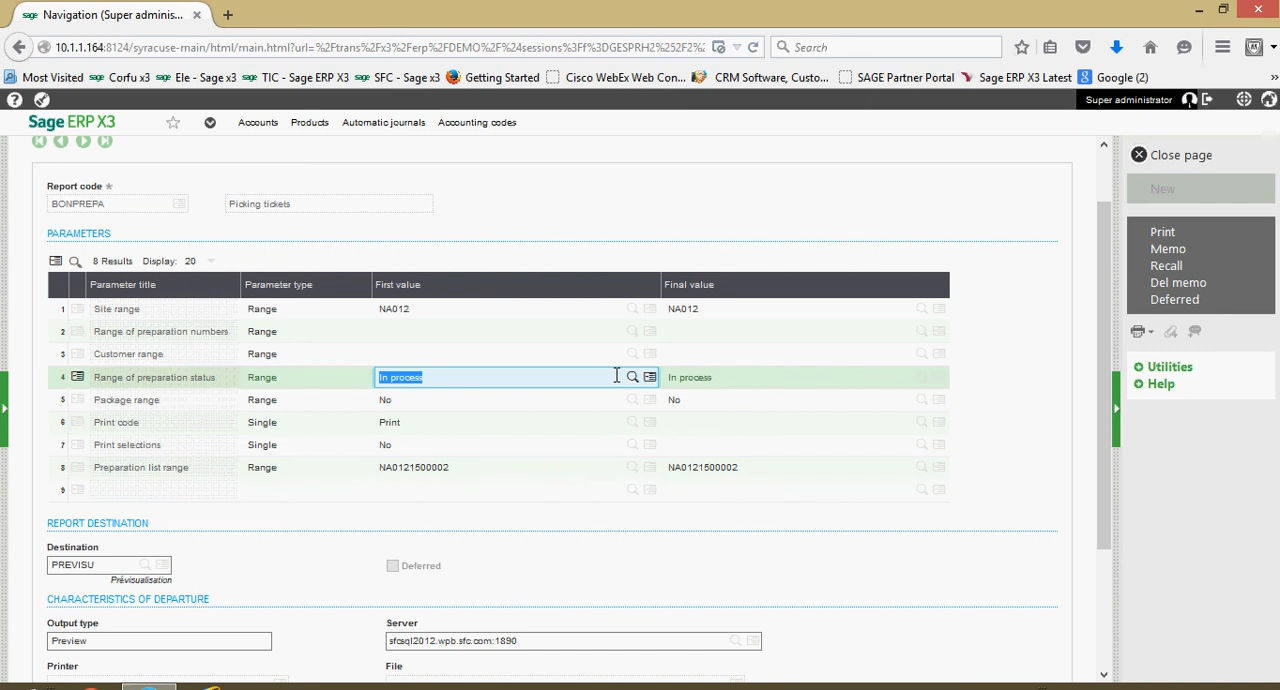 sage Navigation (Super adminis... × +
10.1.1.164:8124/syracuse-main/html/main.html?url=%2Ftrans%2Fx3%2Ferp%2FDEMO%2F%24sessions%3Ff%3DGESPRH2%252F2%2: Search
Most Visited sage Corfu x3 sage Ele - Sage x3 sage TIC - Sage ERP X3 sage SFC - Sage x3 Getting Started Cisco WebEx Web Con... CRM Software, Custo... SAGE Partner Portal Sage ERP X3 Latest Google (2) »
? Super administrator
Sage ERP X3 Accounts Products Automatic journals Accounting codes
Close page
Report code *
New
BONPREPA Picking tickets
PARAMETERS
Print
Memo
8 Results Display: 20
Recall
Parameter title Parameter type First value Final value
Del memo
Deferred
1 Site range Range NA012 NA012
2 Range of preparation numbers Range
3 Customer range Range
Utilities
4 Range of preparation status Range In process In process
Help
5 Package range Range No No
6 Print code Single Print
7 Print selections Single No
8 Preparation list range Range NA0121500002 NA0121500002
9
REPORT DESTINATION
Destination
PREVISU Deferred
Prévisualisation
CHARACTERISTICS OF DEPARTURE
Output type Server
Preview sfcsql2012.wpb.sfc.com:1890
Printer File